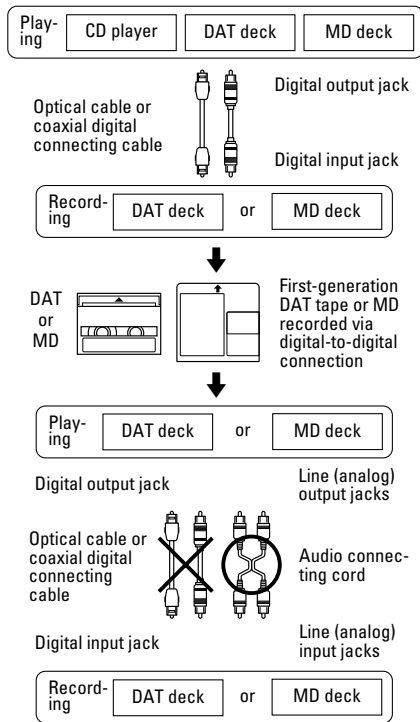 Play-
ing
CD player
DAT deck
MD deck
Optical cable or
coaxial digital
connecting cable
Digital output jack
Digital input jack
Record-
ing
DAT deck
or
MD deck
DAT
or
MD
First-generation
DAT tape or MD
recorded via
digital-to-digital
connection
Play-
ing
DAT deck
or
MD deck
Digital output jack
Line (analog)
output jacks
Optical cable or
coaxial digital
connecting
cable
Audio connec-
ting cord
Digital input jack
Line (analog)
input jacks
Record-
ing
DAT deck
or
MD deck